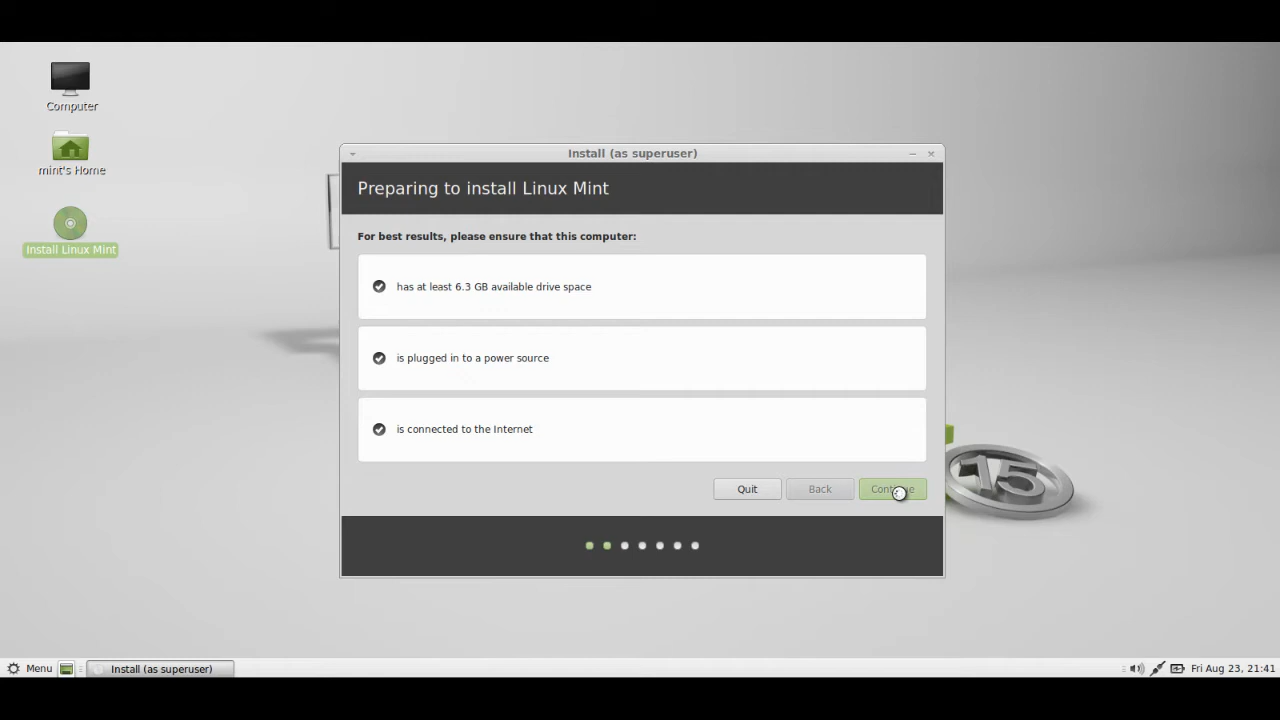 Computer
mint's Home
Install Linux Mint
Install (as superuser)
Preparing to install Linux Mint
For best results, please ensure that this computer:
has at least 6.3 GB available drive space
is plugged in to a power source
is connected to the Internet
Quit
Back
Continue
15
Menu
Install (as superuser)
Fri Aug 23, 21:41